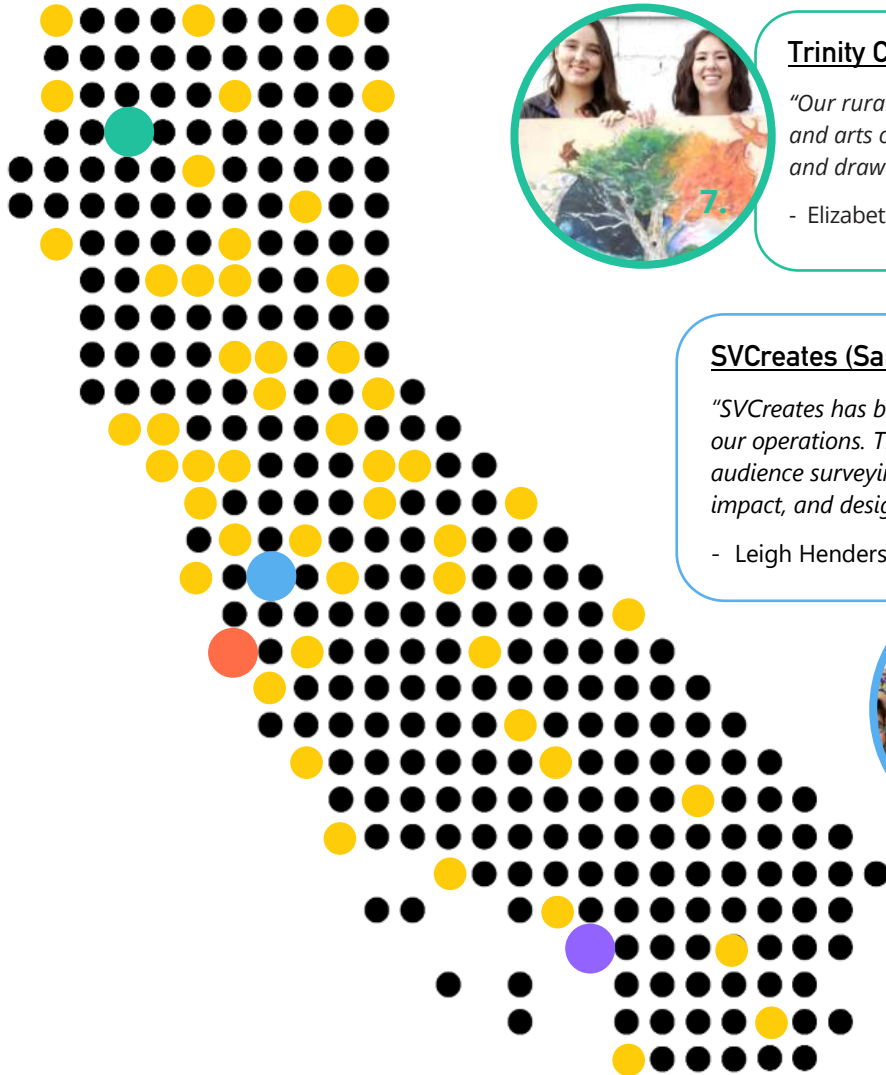 Trinity C
"Our rura
and arts o
and draw
- Elizabet
7.
SVCreates (Sa
"SVCreates has b
our operations. T
audience surveyi
impact, and desig
- Leigh Henders